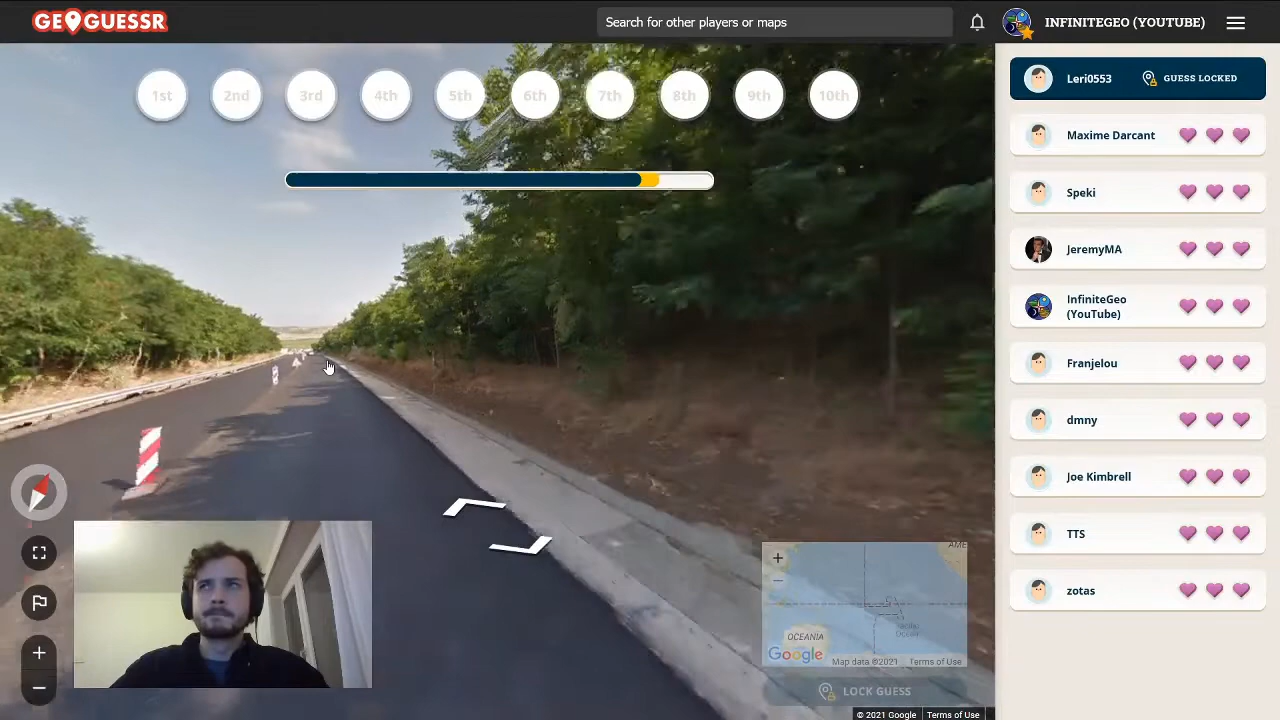 GEOGUESSR
Search for other players or maps
INFINITEGEO (YOUTUBE)
1st
2nd
3rd
4th
5th
6th
7th
8th
9th
10th
Leri0553
GUESS LOCKED
Maxime Darcant
Speki
JeremyMA
InfiniteGeo
(YouTube)
Franjelou
dmny
Joe Kimbrell
TTS
zotas
+
−
+
−
OCEANIA
Google
Map data ©2021
Terms of Use
LOCK GUESS
© 2021 Google
Terms of Use